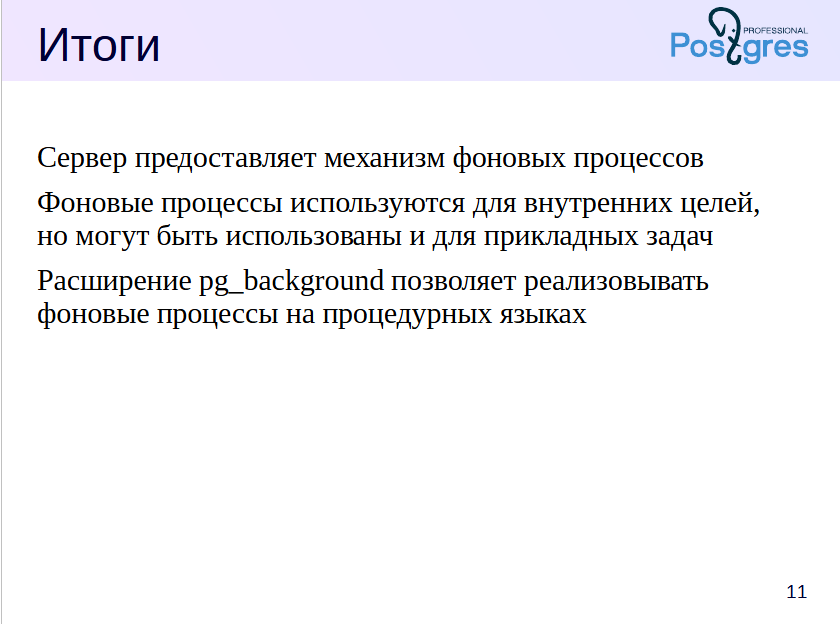 Итоги
PROFESSIONAL
Postgres
Сервер предоставляет механизм фоновых процессов
Фоновые процессы используются для внутренних целей,
но могут быть использованы и для прикладных задач
Расширение pg_background позволяет реализовывать
фоновые процессы на процедурных языках
11